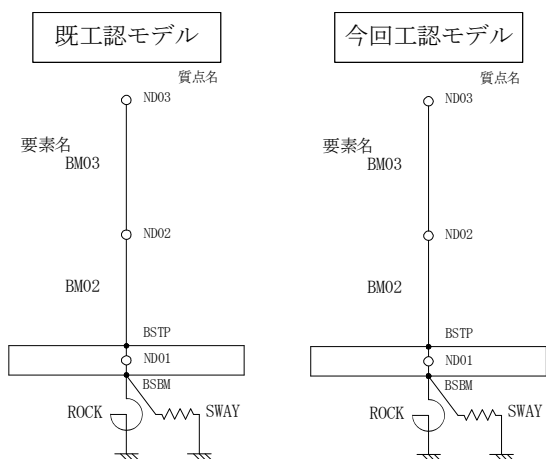 既工認モデル
質点名
ND03
要素名
BM03
ND02
BM02
BSTP
ND01
BSBM
ROCK
SWAY
今回工認モデル
質点名
ND03
要素名
BM03
ND02
BM02
BSTP
ND01
BSBM
ROCK
SWAY